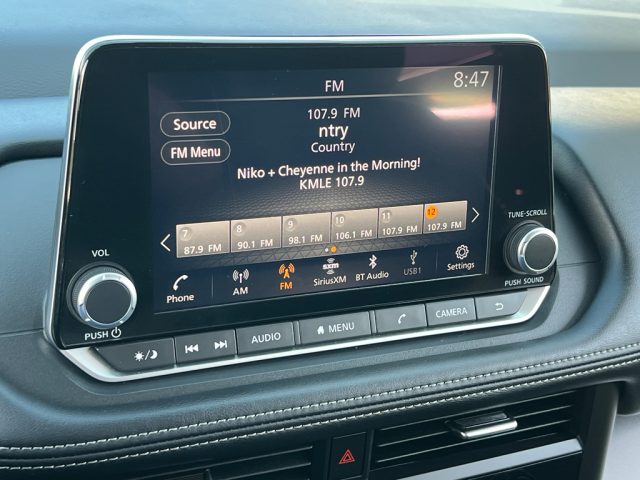 FM
8:47
107.9 FM
Source
ntry
Country
FM Menu
Niko + Cheyenne in the Morning!
KMLE 107.9
7 8 9 10 11 12
87.9 FM 90.1 FM 98.1 FM 106.1 FM 107.9 FM 107.9 FM
Phone AM FM SiriusXM BT Audio USB1 Settings
sxm
VOL
PUSH
TUNE·SCROLL
PUSH SOUND
AUDIO MENU CAMERA